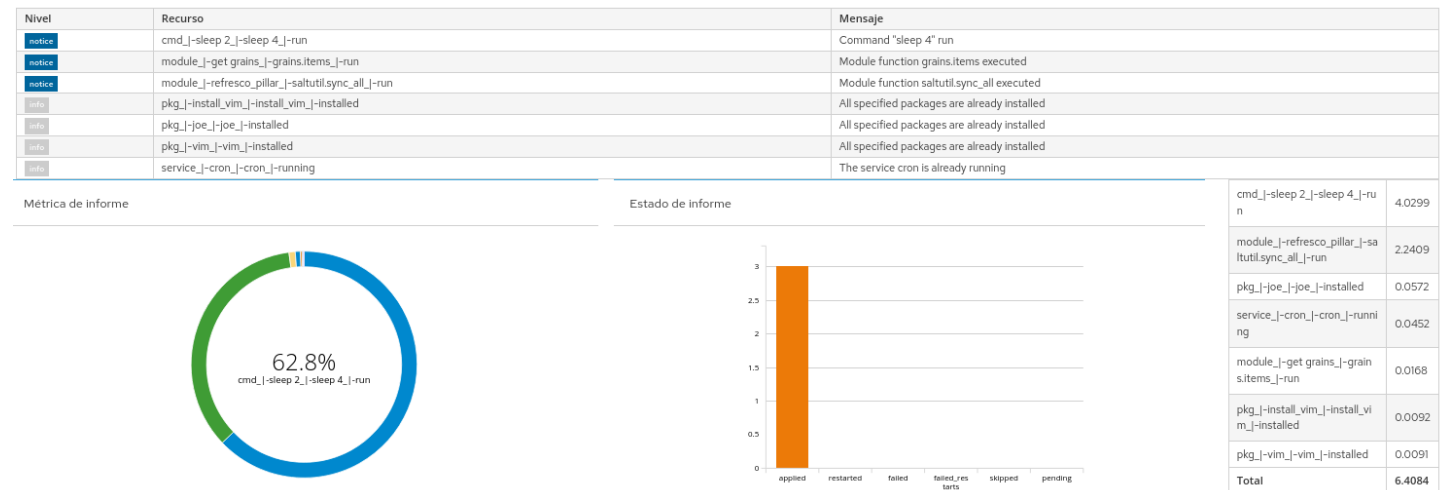 Nivel Recurso Mensaje
notice cmd_|-sleep 2_|-sleep 4_|-run Command "sleep 4" run
notice module_|-get grains_|-grains.items_|-run Module function grains.items executed
notice module_|-refresco_pillar_|-saltutil.sync_all_|-run Module function saltutil.sync_all executed
info pkg_|-install_vim_|-install_vim_|-installed All specified packages are already installed
info pkg_|-joe_|-joe_|-installed All specified packages are already installed
info pkg_|-vim_|-vim_|-installed All specified packages are already installed
info service_|-cron_|-cron_|-running The service cron is already running
Métrica de informe
62.8%
cmd_|-sleep 2_|-sleep 4_|-run
Estado de informe
3
2.5
2
1.5
1
0.5
0
applied restarted failed failed_res skipped pending
tarts
cmd_|-sleep 2_|-sleep 4_|-ru
n 4.0299
module_|-refresco_pillar_|-sa
ltutil.sync_all_|-run 2.2409
pkg_|-joe_|-joe_|-installed 0.0572
service_|-cron_|-cron_|-runni
ng 0.0452
module_|-get grains_|-grain
s.items_|-run 0.0168
pkg_|-install_vim_|-install_vi
m_|-installed 0.0092
pkg_|-vim_|-vim_|-installed 0.0091
Total 6.4084